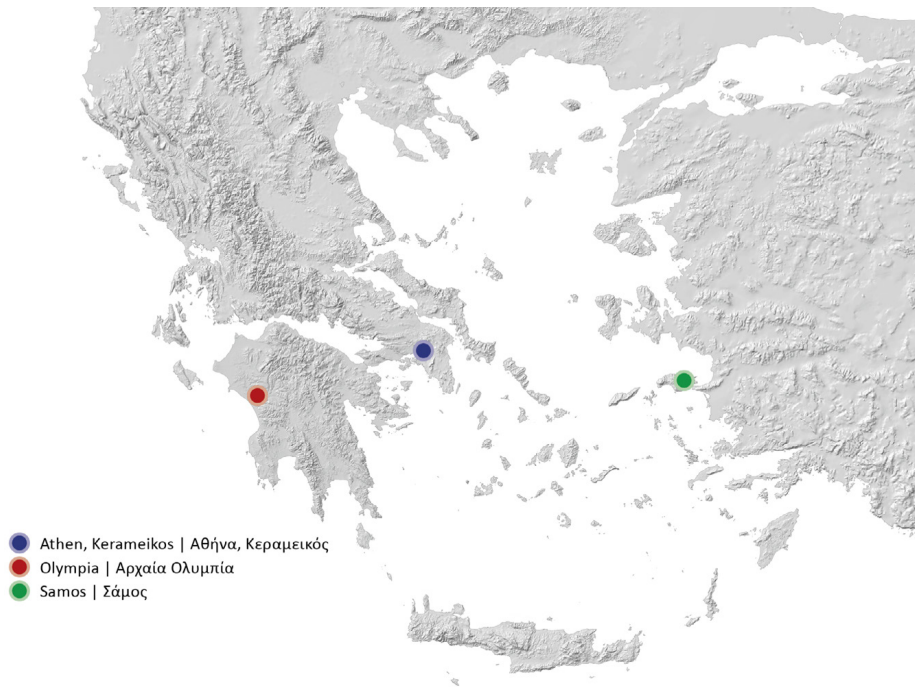 Athen, Kerameikos | Αθήνα, Κεραμεικός
Olympia | Αρχαία Ολυμπία
Samos | Σάμος